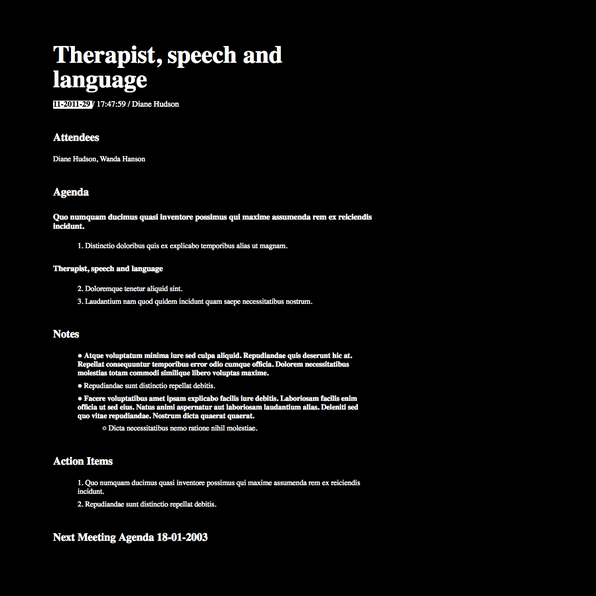 Therapist, speech and
language
11-2011-29 / 17:47:59 / Diane Hudson
Attendees
Diane Hudson, Wanda Hanson
Agenda
Quo numquam ducimus quasi inventore possimus qui maxime assumenda rem ex reiciendis
incidunt.
1. Distinctio doloribus quis ex explicabo temporibus alias ut magnam.
Therapist, speech and language
2. Doloremque tenetur aliquid sint.
3. Laudantium nam quod quidem incidunt quam saepe necessitatibus nostrum.
Notes
● Atque voluptatum minima iure sed culpa aliquid. Repudiandae quis deserunt hic at.
Repellat consequuntur temporibus error odio cumque officia. Dolorem necessitatibus
molestias totam commodi similique libero voluptas maxime.
● Repudiandae sunt distinctio repellat debitis.
● Facere voluptatibus amet ipsam explicabo facilis iure debitis. Laboriosam facilis enim
officia ut sed eius. Natus animi aspernatur aut laboriosam laudantium alias. Deleniti sed
quo vitae repudiandae. Nostrum dicta quaerat quaerat.
○ Dicta necessitatibus nemo ratione nihil molestiae.
Action Items
1. Quo numquam ducimus quasi inventore possimus qui maxime assumenda rem ex reiciendis
incidunt.
2. Repudiandae sunt distinctio repellat debitis.
Next Meeting Agenda 18-01-2003